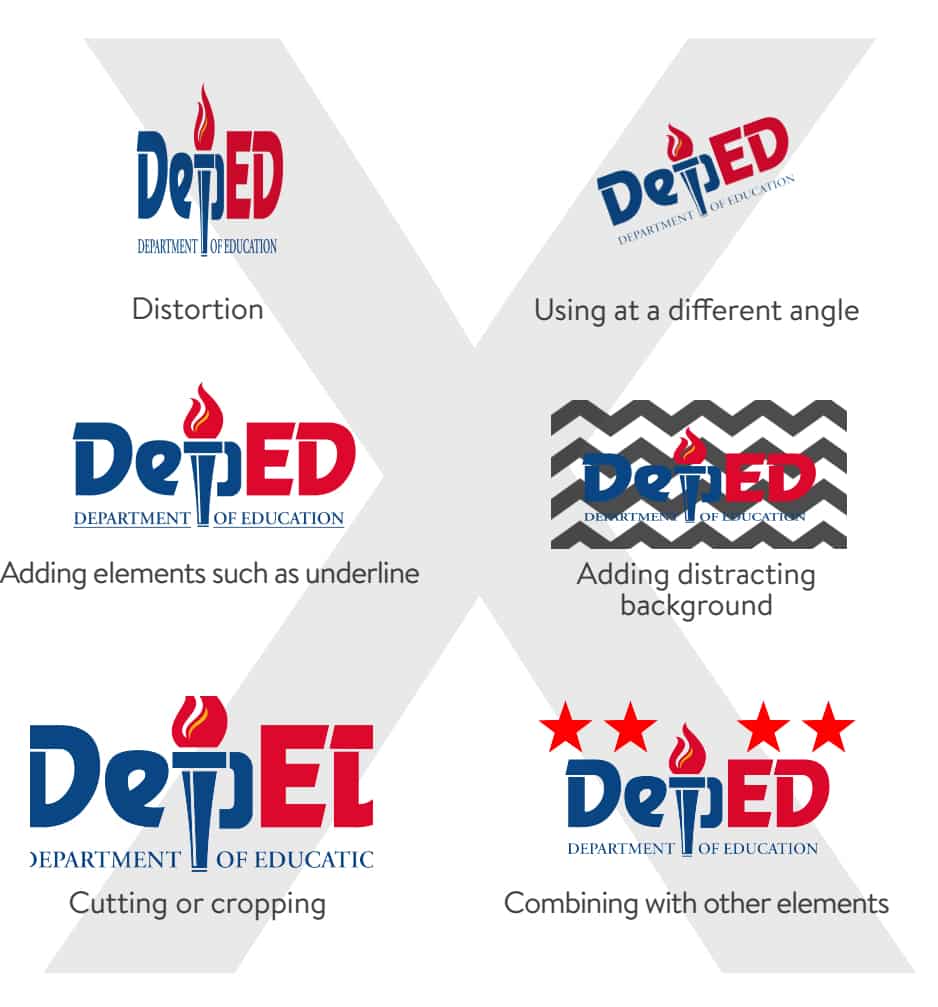 DepED
DEPARTMENT OF EDUCATION
Distortion
DepED
DEPARTMENT OF EDUCATION
Using at a different angle
DepED
DEPARTMENT OF EDUCATION
Adding elements such as underline
DepED
DEPARTMENT OF EDUCATION
Adding distracting
background
DepED
DEPARTMENT OF EDUCATIO
Cutting or cropping
DepED
DEPARTMENT OF EDUCATION
Combining with other elements